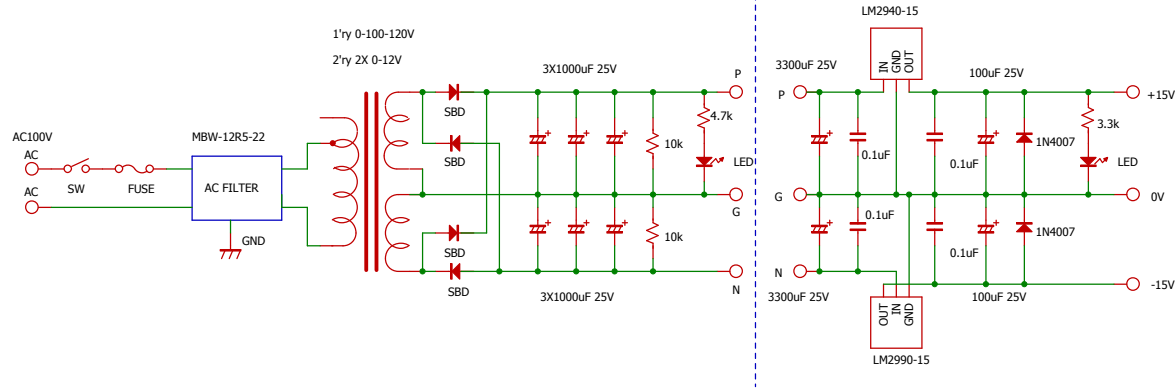 1'ry 0-100-120V
2'ry 2X 0-12V
AC100V
AC
SW
FUSE
AC
MBW-12R5-22
AC FILTER
GND
SBD
SBD
SBD
SBD
3X1000uF 25V
10k
4.7k
LED
P
G
10k
3X1000uF 25V
N
LM2940-15
IN
GND
OUT
3300uF 25V
P
0.1uF
100uF 25V
0.1uF
1N4007
3.3k
LED
+15V
G
0V
0.1uF
0.1uF
1N4007
N
3300uF 25V
OUT
IN
GND
100uF 25V
-15V
LM2990-15